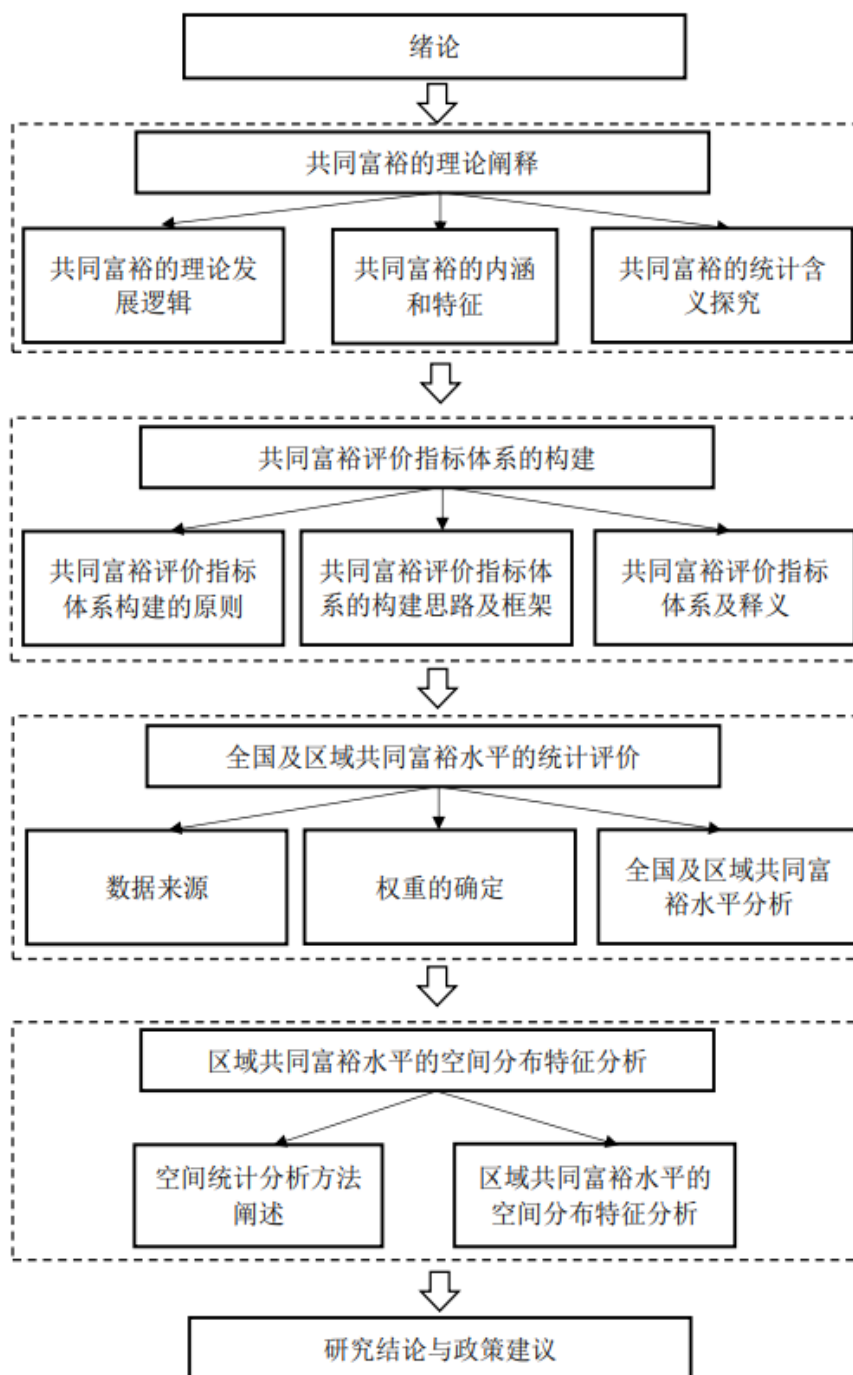 绪论
共同富裕的理论阐释
共同富裕的理论发
展逻辑
共同富裕的内涵
和特征
共同富裕的统计含
义探究
共同富裕评价指标体系的构建
共同富裕评价指标
体系构建的原则
共同富裕评价指标体
系的构建思路及框架
共同富裕评价指标
体系及释义
全国及区域共同富裕水平的统计评价
数据来源
权重的确定
全国及区域共同富
裕水平分析
区域共同富裕水平的空间分布特征分析
空间统计分析方法
阐述
区域共同富裕水平的
空间分布特征分析
研究结论与政策建议